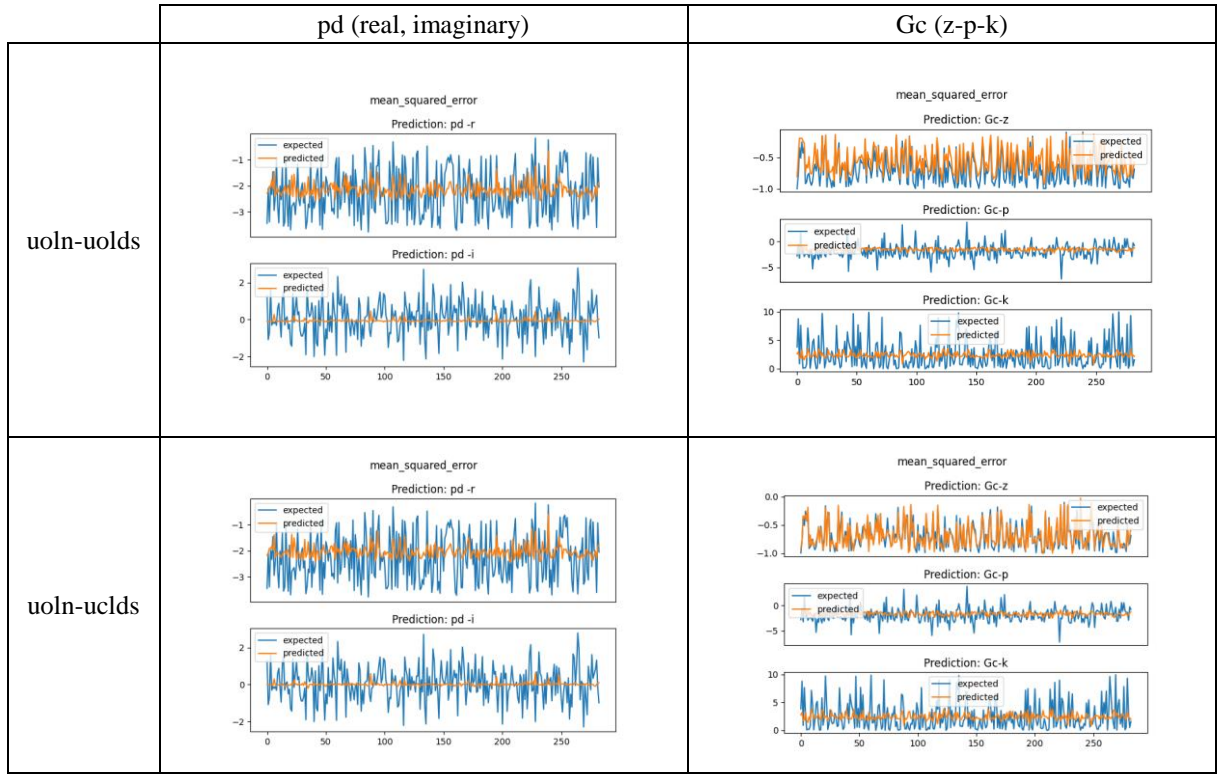 pd (real, imaginary)
Gc (z-p-k)
uoln-uolds
mean_squared_error
Prediction: pd -r
expected
predicted
−1
−2
−3
Prediction: pd -i
expected
predicted
2
0
−2
0 50 100 150 200 250
mean_squared_error
Prediction: Gc-z
expected
predicted
−0.5
−1.0
Prediction: Gc-p
expected
predicted
0
−5
Prediction: Gc-k
expected
predicted
10
5
0
0 50 100 150 200 250
uoln-uclds
mean_squared_error
Prediction: pd -r
expected
predicted
−1
−2
−3
Prediction: pd -i
expected
predicted
2
0
−2
0 50 100 150 200 250
mean_squared_error
Prediction: Gc-z
expected
predicted
0.0
−0.5
−1.0
Prediction: Gc-p
expected
predicted
0
−5
Prediction: Gc-k
expected
predicted
10
5
0
0 50 100 150 200 250